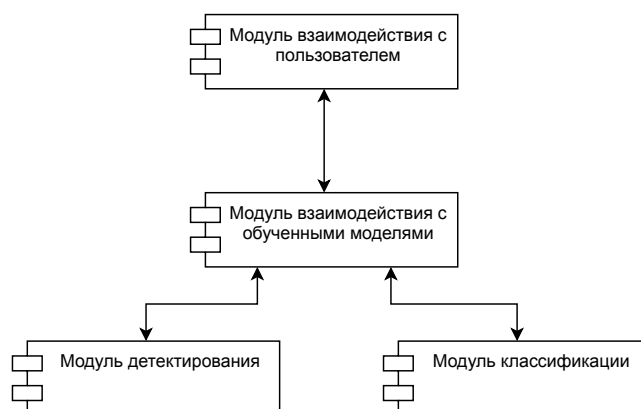 Модуль взаимодействия с
пользователем
Модуль взаимодействия с
обученными моделями
Модуль детектирования
Модуль классификации